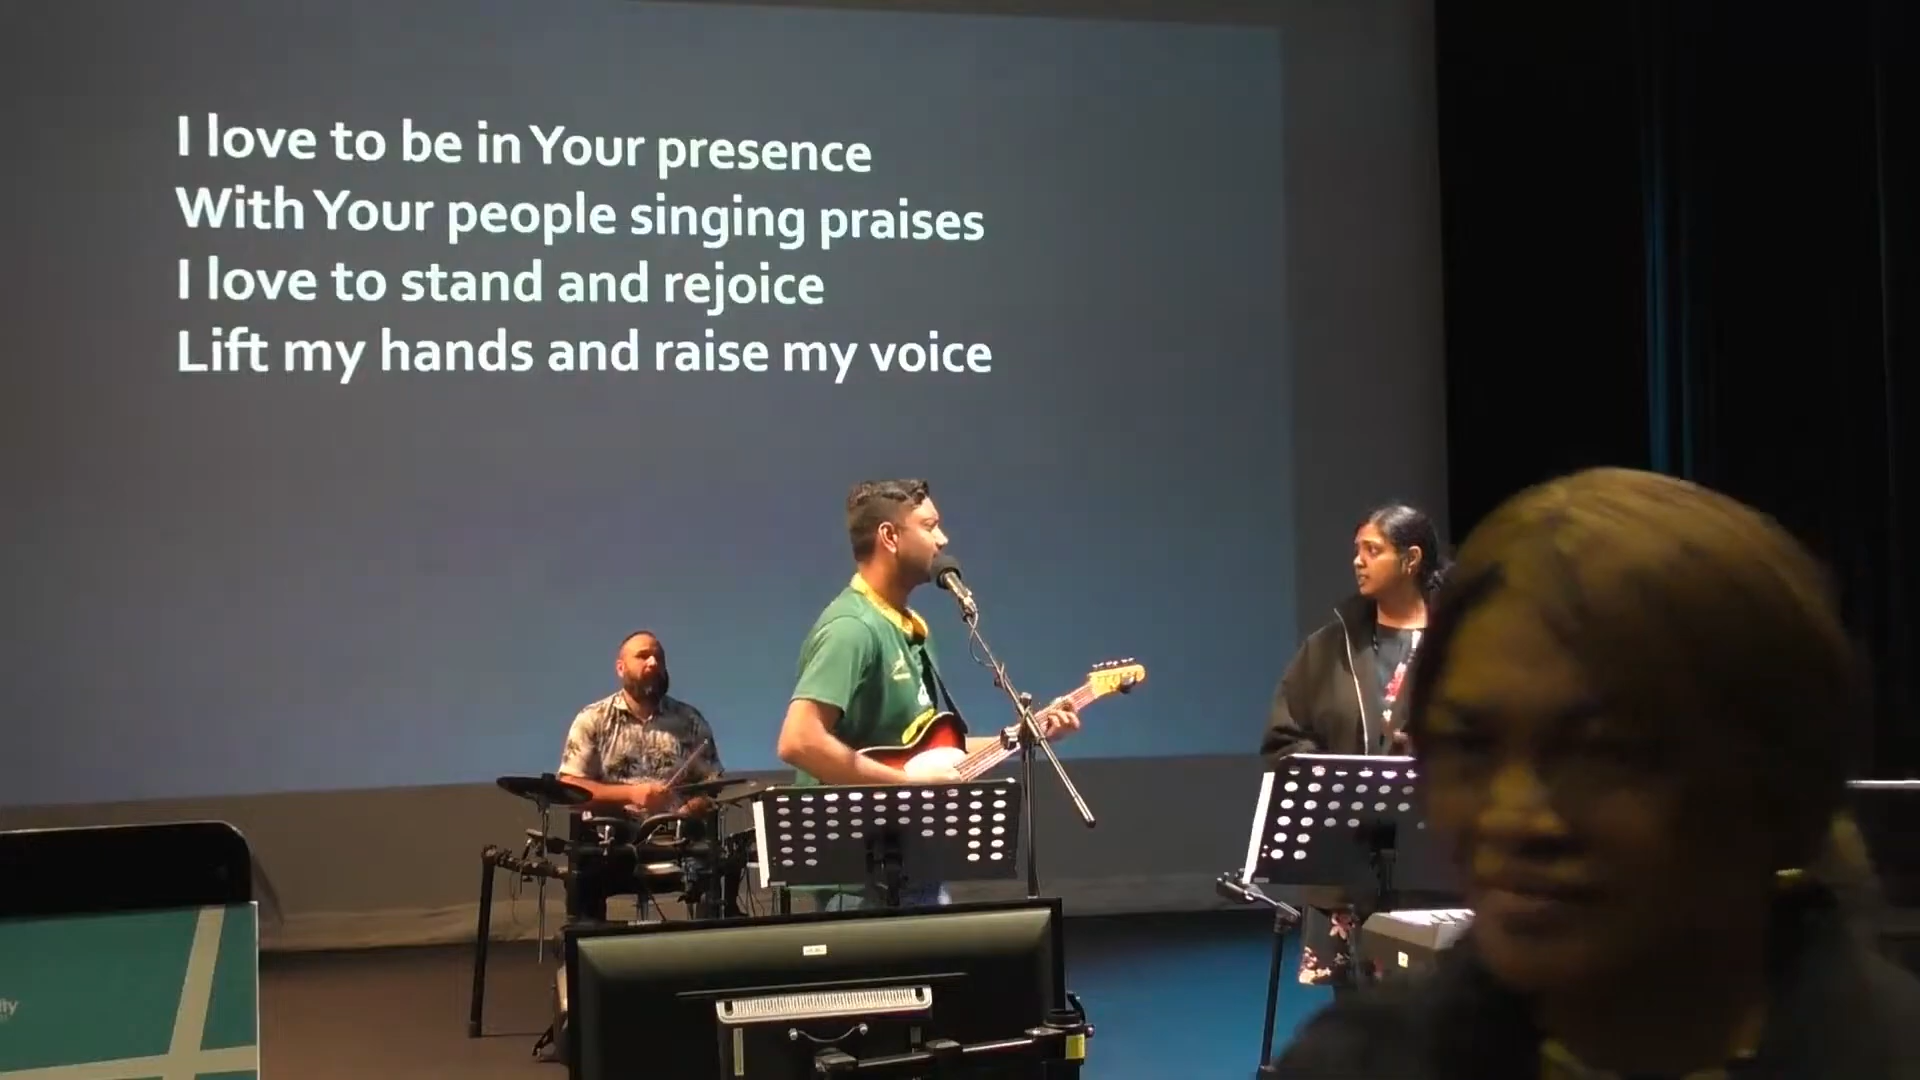 I love to be in Your presence
With Your people singing praises
I love to stand and rejoice
Lift my hands and raise my voice